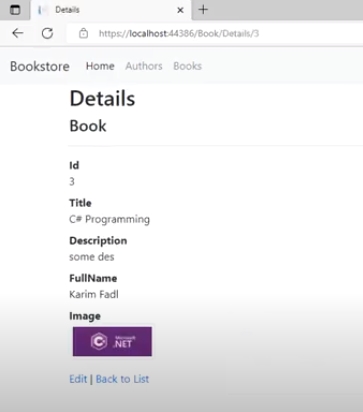 Details
https://localhost:44386/Book/Details/3
Bookstore Home Authors Books
Details
Book
Id
3
Title
C# Programming
Description
some des
FullName
Karim Fadl
Image
C Microsoft
.NET
Edit | Back to List